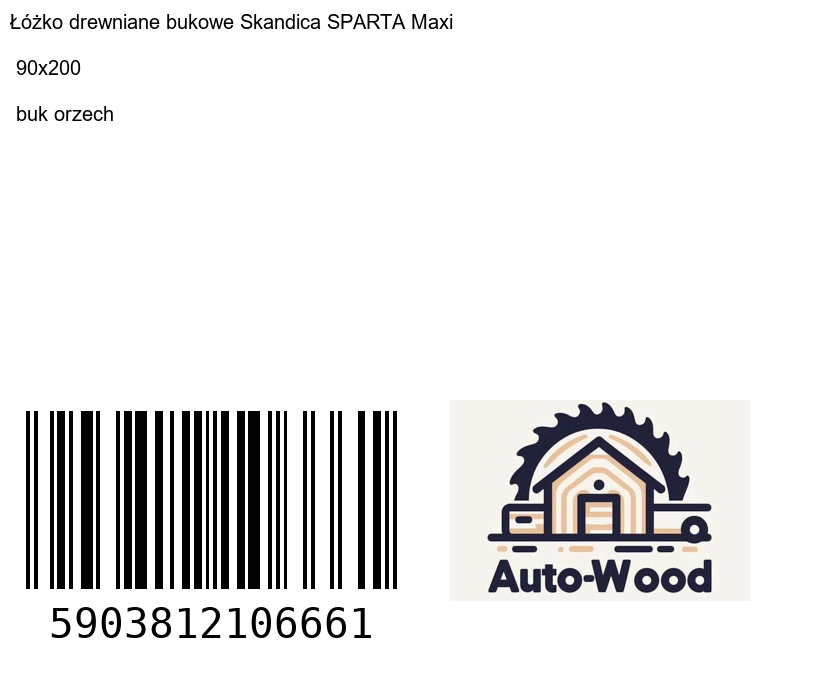 Łóżko drewniane bukowe Skandica SPARTA Maxi
90x200
buk orzech
5903812106661
Auto-Wood